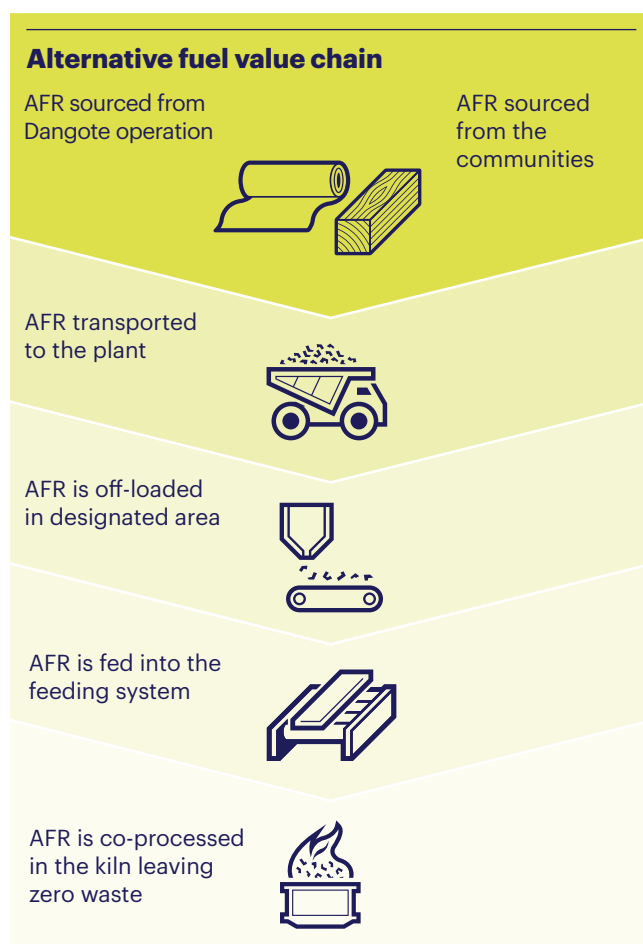 Alternative fuel value chain
AFR sourced from
Dangote operation
AFR sourced
from the
communities
AFR transported
to the plant
AFR is off-loaded
in designated area
AFR is fed into the
feeding system
AFR is co-processed
in the kiln leaving
zero waste